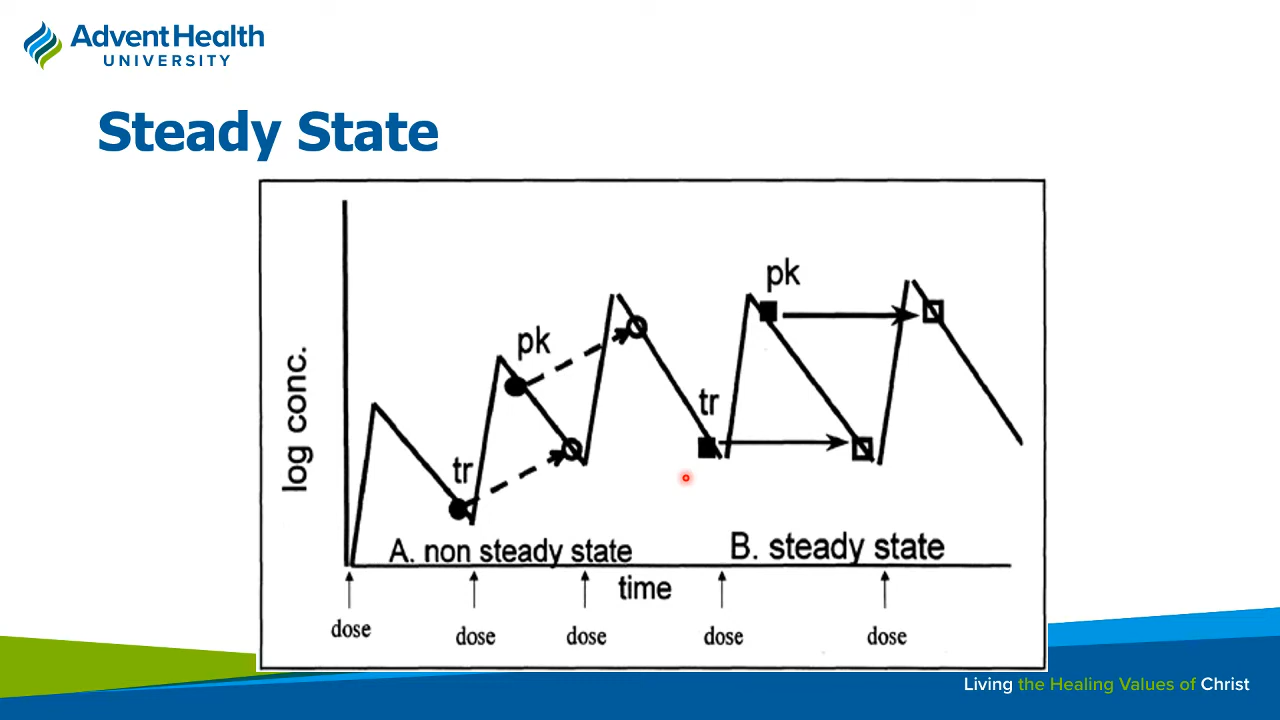 AdventHealth
UNIVERSITY
Steady State
pk
pk
tr
tr
log conc.
A. non steady state
B. steady state
time
dose
dose
dose
dose
dose
Living the Healing Values of Christ